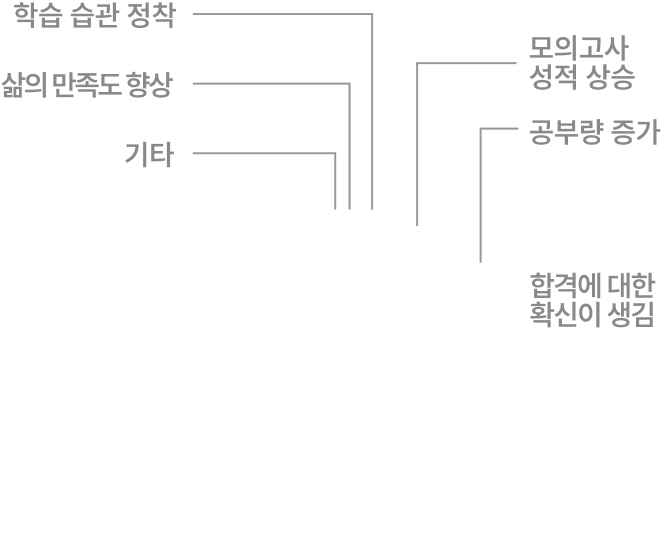 학습 습관 정착
삶의 만족도 향상
기타
모의고사
성적 상승
공부량 증가
합격에 대한
확신이 생김